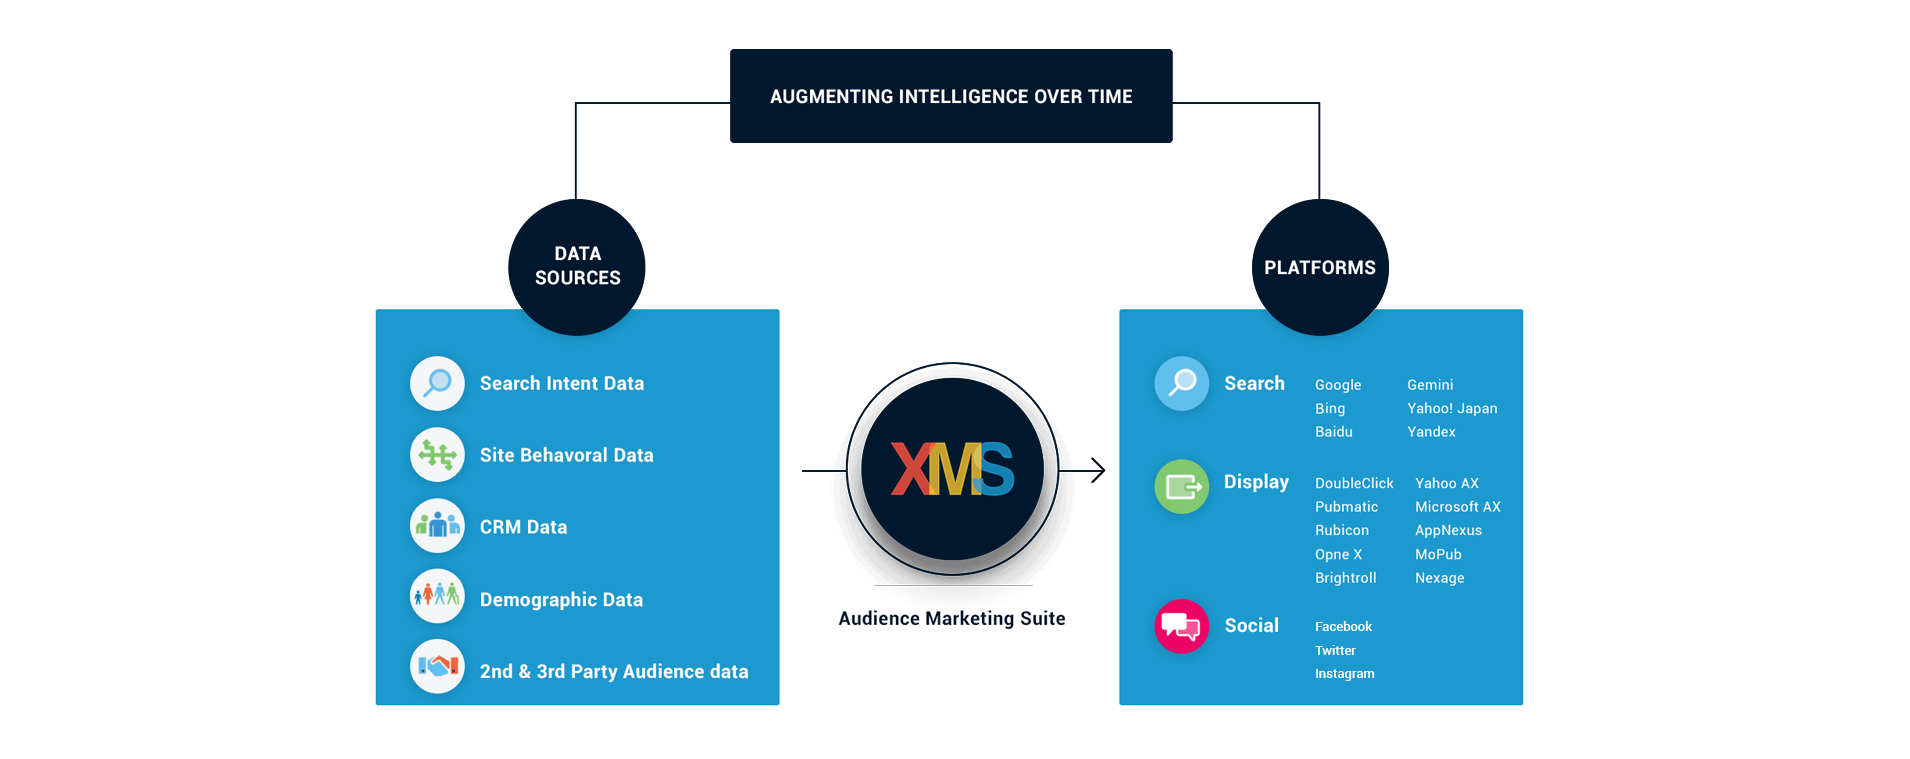 AUGMENTING INTELLIGENCE OVER TIME
DATA
SOURCES
Search Intent Data
Site Behavoral Data
CRM Data
Demographic Data
2nd & 3rd Party Audience data
XMS
Audience Marketing Suite
PLATFORMS
Search
Google Gemini
Bing Yahoo! Japan
Baidu Yandex
Display
DoubleClick Yahoo AX
Pubmatic Microsoft AX
Rubicon AppNexus
Opne X MoPub
Brightroll Nexage
Social
Facebook
Twitter
Instagram